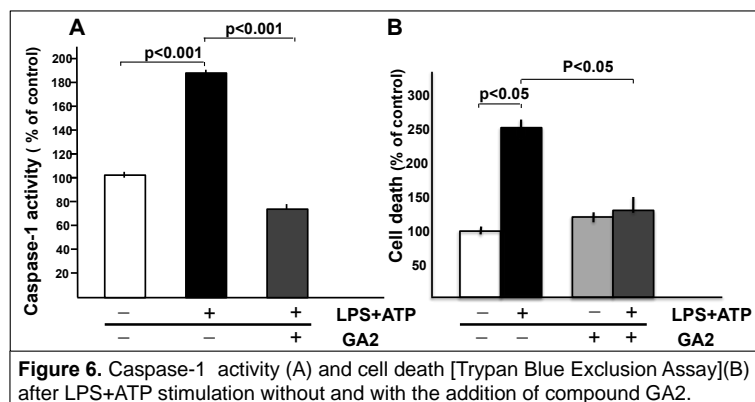 A
p<0.001
p<0.001
Caspase-1 activity ( % of control)
200
180
160
140
120
100
80
60
40
20
– + + LPS+ATP
– – + GA2
B
P<0.05
p<0.05
Cell death (% of control)
300
250
200
150
100
50
– + – + LPS+ATP
– – + + GA2
Figure 6. Caspase-1 activity (A) and cell death [Trypan Blue Exclusion Assay](B)
after LPS+ATP stimulation without and with the addition of compound GA2.